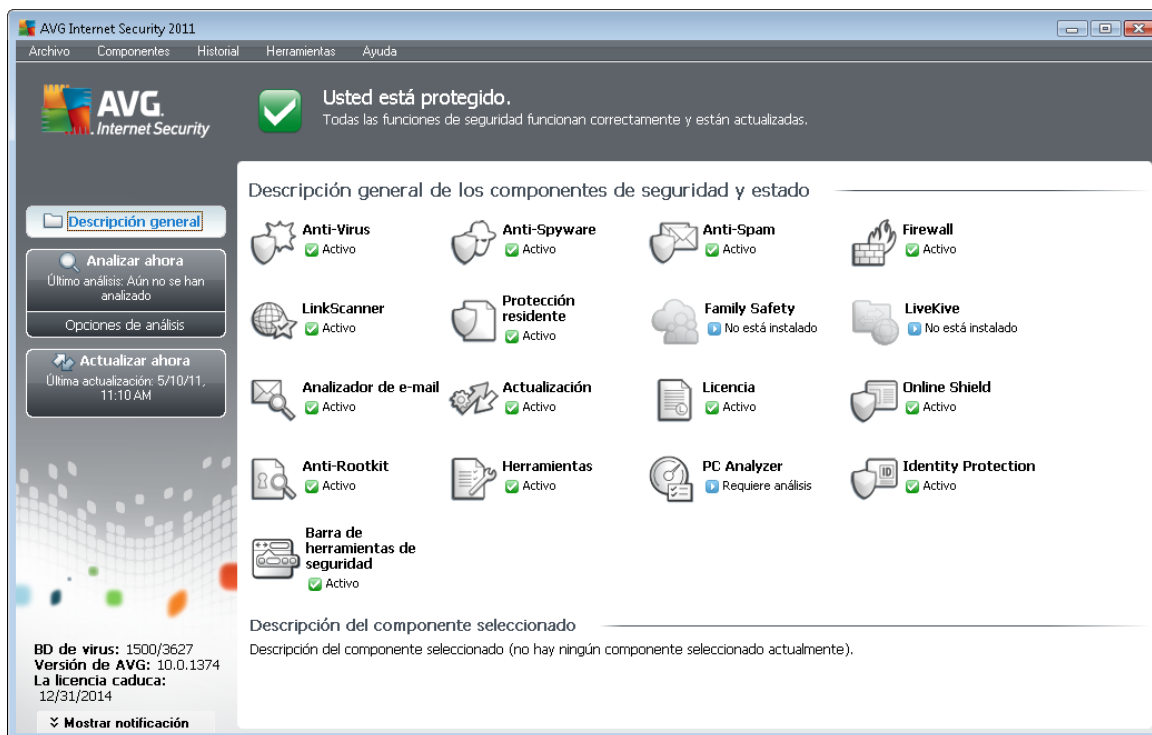 AVG Internet Security 2011
Archivo Componentes Historial Herramientas Ayuda
AVG.
Internet Security
Usted está protegido.
Todas las funciones de seguridad funcionan correctamente y están actualizadas.
Descripción general
Analizar ahora
Último análisis: Aún no se han
analizado
Opciones de análisis
Actualizar ahora
Última actualización: 5/10/11,
11:10 AM
BD de virus: 1500/3627
Versión de AVG: 10.0.1374
La licencia caduca:
12/31/2014
Mostrar notificación
Descripción general de los componentes de seguridad y estado
Anti-Virus
Activo
Anti-Spyware
Activo
Anti-Spam
Activo
Firewall
Activo
LinkScanner
Activo
Protección
residente
Activo
Family Safety
No está instalado
LiveKive
No está instalado
Analizador de e-mail
Activo
Actualización
Activo
Licencia
Activo
Online Shield
Activo
Anti-Rootkit
Activo
Herramientas
Activo
PC Analyzer
Requiere análisis
ID
Identity Protection
Activo
Barra de
herramientas de
seguridad
Activo
Descripción del componente seleccionado
Descripción del componente seleccionado (no hay ningún componente seleccionado actualmente).